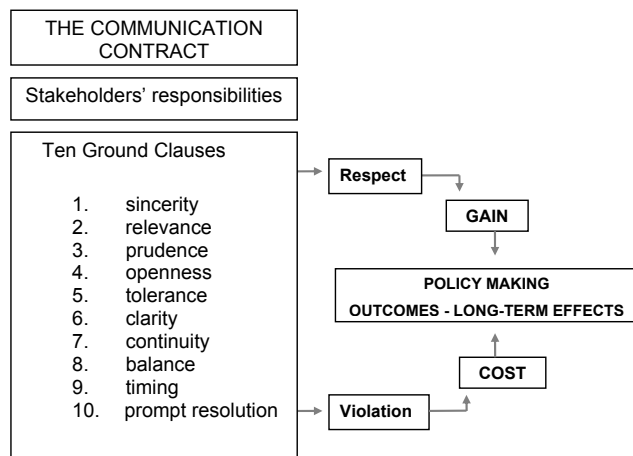 THE COMMUNICATION
CONTRACT
Stakeholders’ responsibilities
Ten Ground Clauses
1. sincerity
2. relevance
3. prudence
4. openness
5. tolerance
6. clarity
7. continuity
8. balance
9. timing
10. prompt resolution
Respect
GAIN
POLICY MAKING
OUTCOMES - LONG-TERM EFFECTS
COST
Violation